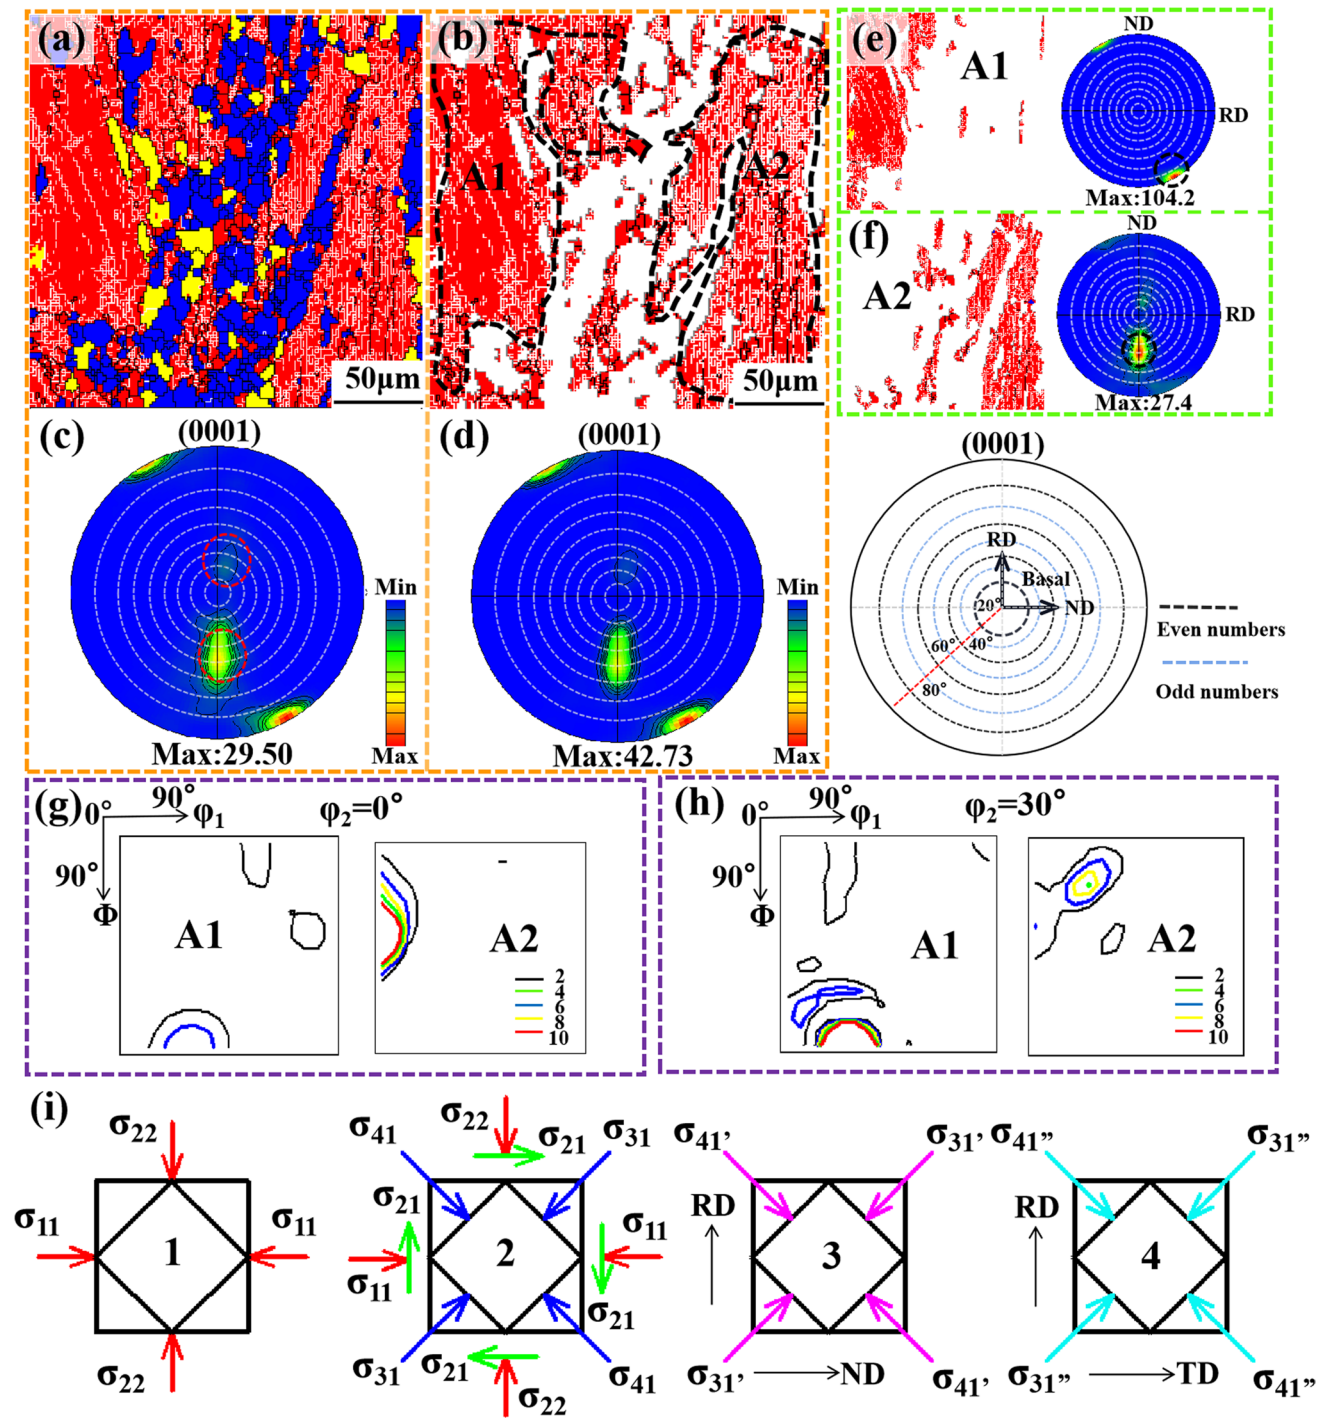 (a)
50μm
(b)
A1
A2
50μm
(e)
A1
ND
RD
Max:104.2
(f)
A2
ND
RD
Max:27.4
(c)
(0001)
Min
Max
Max:29.50
(d)
(0001)
Min
Max
Max:42.73
(0001)
RD
Basal
20°
ND
60°
40°
80°
Even numbers
Odd numbers
(g)
0°
90°
φ1
φ2=0°
90°
Φ
A1
A2
2
4
6
8
10
(h)
0°
90°
φ1
φ2=30°
90°
Φ
A1
A2
2
4
6
8
10
(i)
σ22
σ11
σ11
1
σ22
σ41
σ22
σ21
σ31
σ21
σ11
2
σ11
σ21
σ31
σ21
σ22
σ41
σ41'
σ31'
RD
3
σ31'
ND
σ41'
σ41''
σ31''
RD
4
σ31''
TD
σ41''